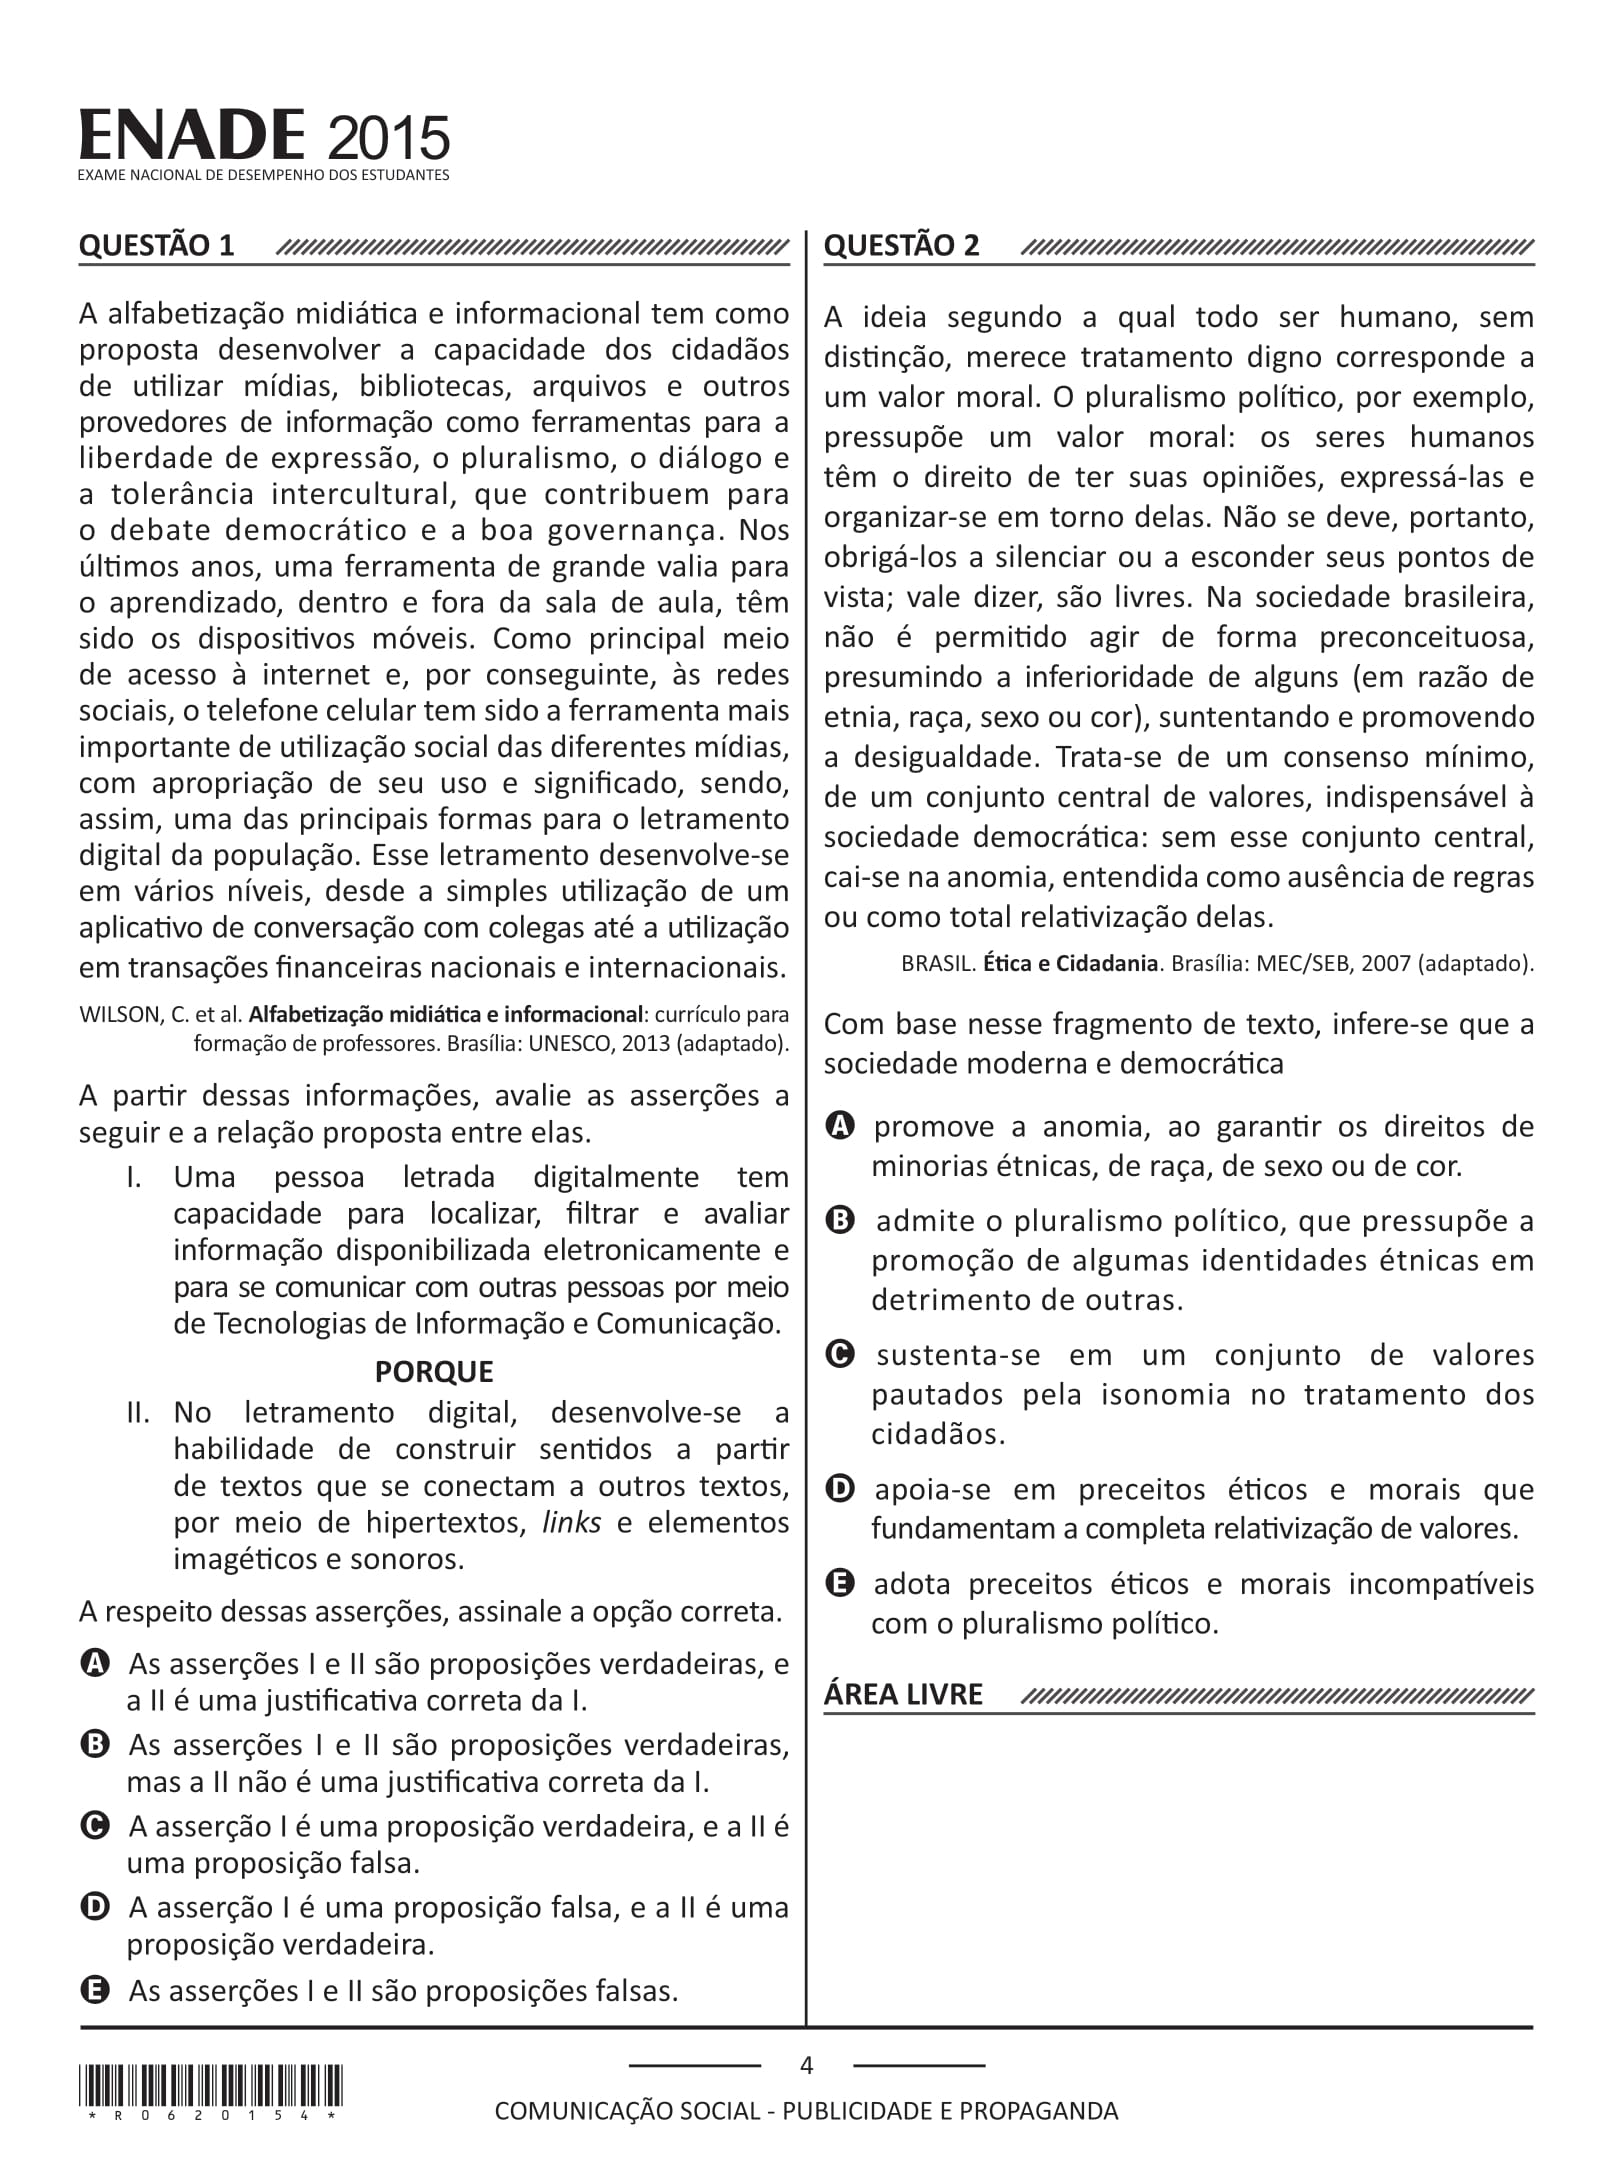 ENADE 2015
EXAME NACIONAL DE DESEMPENHO DOS ESTUDANTES
QUESTÃO 1
A alfabetização midiática e informacional tem como
proposta desenvolver a capacidade dos cidadãos
de utilizar mídias, bibliotecas, arquivos e outros
provedores de informação como ferramentas para a
liberdade de expressão, o pluralismo, o diálogo e
a tolerância intercultural, que contribuem para
o debate democrático e a boa governança. Nos
últimos anos, uma ferramenta de grande valia para
o aprendizado, dentro e fora da sala de aula, têm
sido os dispositivos móveis. Como principal meio
de acesso à internet e, por conseguinte, às redes
sociais, o telefone celular tem sido a ferramenta mais
importante de utilização social das diferentes mídias,
com apropriação de seu uso e significado, sendo,
assim, uma das principais formas para o letramento
digital da população. Esse letramento desenvolve-se
em vários níveis, desde a simples utilização de um
aplicativo de conversação com colegas até a utilização
em transações financeiras nacionais e internacionais.
WILSON, C. et al. Alfabetização midiática e informacional: currículo para
formação de professores. Brasília: UNESCO, 2013 (adaptado).
A partir dessas informações, avalie as asserções a
seguir e a relação proposta entre elas.
I. Uma pessoa letrada digitalmente tem
capacidade para localizar, filtrar e avaliar
informação disponibilizada eletronicamente e
para se comunicar com outras pessoas por meio
de Tecnologias de Informação e Comunicação.
PORQUE
II. No letramento digital, desenvolve-se a
habilidade de construir sentidos a partir
de textos que se conectam a outros textos,
por meio de hipertextos, links e elementos
imagéticos e sonoros.
A respeito dessas asserções, assinale a opção correta.
A As asserções I e II são proposições verdadeiras, e
a II é uma justificativa correta da I.
B As asserções I e II são proposições verdadeiras,
mas a II não é uma justificativa correta da I.
C A asserção I é uma proposição verdadeira, e a II é
uma proposição falsa.
D A asserção I é uma proposição falsa, e a II é uma
proposição verdadeira.
E As asserções I e II são proposições falsas.
QUESTÃO 2
A ideia segundo a qual todo ser humano, sem
distinção, merece tratamento digno corresponde a
um valor moral. O pluralismo político, por exemplo,
pressupõe um valor moral: os seres humanos
têm o direito de ter suas opiniões, expressá-las e
organizar-se em torno delas. Não se deve, portanto,
obrigá-los a silenciar ou a esconder seus pontos de
vista; vale dizer, são livres. Na sociedade brasileira,
não é permitido agir de forma preconceituosa,
presumindo a inferioridade de alguns (em razão de
etnia, raça, sexo ou cor), suntentando e promovendo
a desigualdade. Trata-se de um consenso mínimo,
de um conjunto central de valores, indispensável à
sociedade democrática: sem esse conjunto central,
cai-se na anomia, entendida como ausência de regras
ou como total relativização delas.
BRASIL. Ética e Cidadania. Brasília: MEC/SEB, 2007 (adaptado).
Com base nesse fragmento de texto, infere-se que a
sociedade moderna e democrática
A promove a anomia, ao garantir os direitos de
minorias étnicas, de raça, de sexo ou de cor.
B admite o pluralismo político, que pressupõe a
promoção de algumas identidades étnicas em
detrimento de outras.
C sustenta-se em um conjunto de valores
pautados pela isonomia no tratamento dos
cidadãos.
D apoia-se em preceitos éticos e morais que
fundamentam a completa relativização de valores.
E adota preceitos éticos e morais incompatíveis
com o pluralismo político.
ÁREA LIVRE
4
*R0620154*
COMUNICAÇÃO SOCIAL - PUBLICIDADE E PROPAGANDA